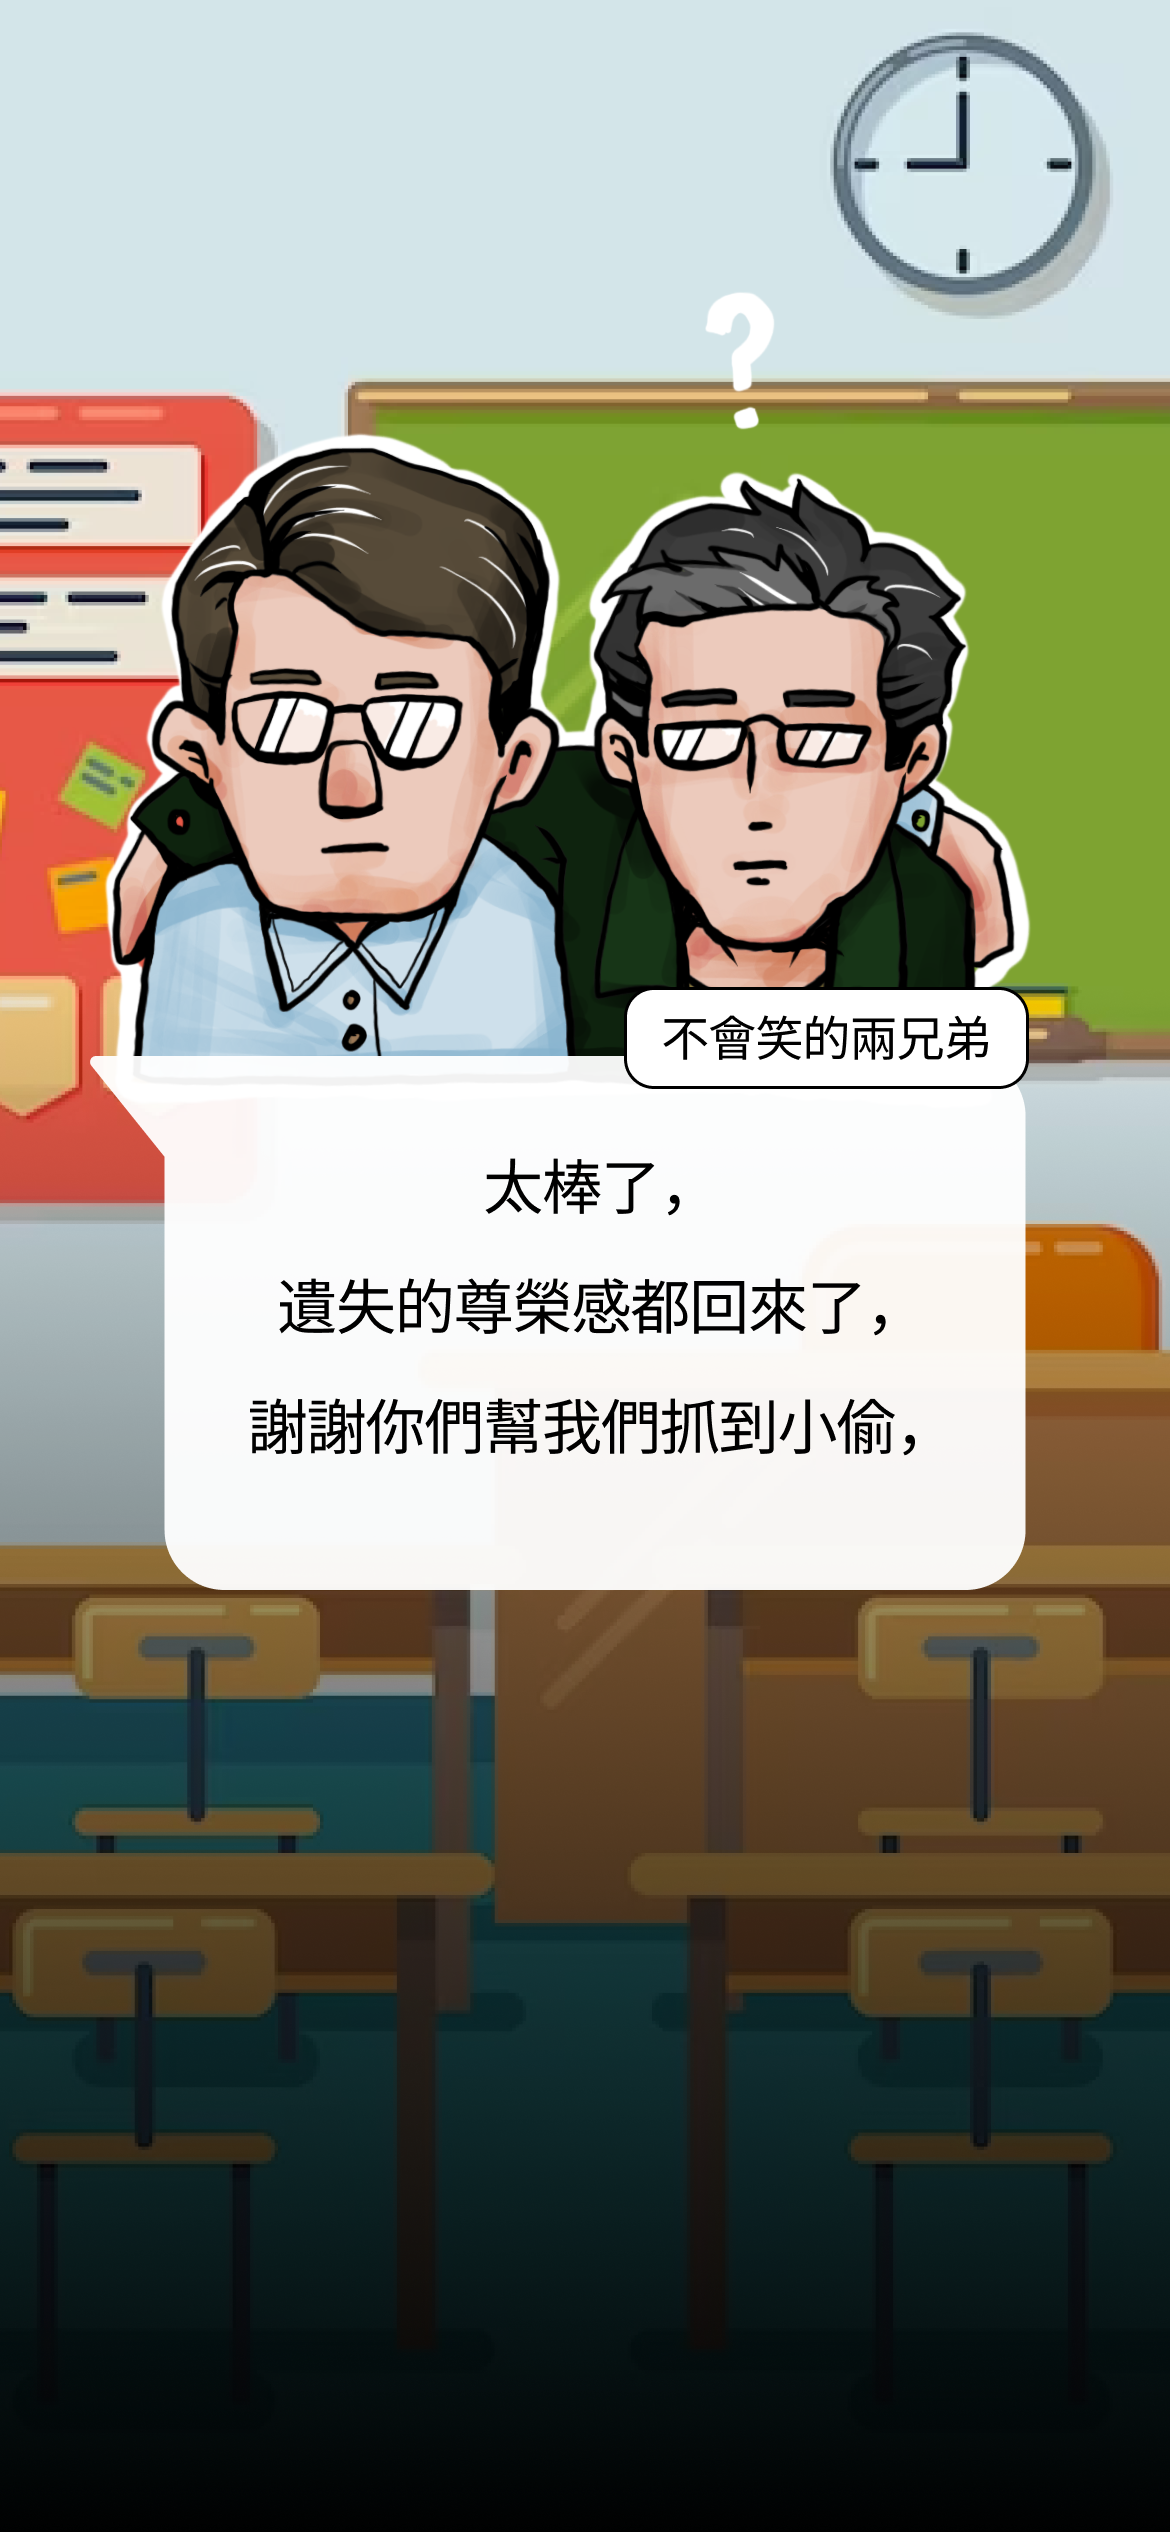 ?
不會笑的兩兄弟
太棒了，
遺失的尊榮感都回來了，
謝謝你們幫我們抓到小偷，